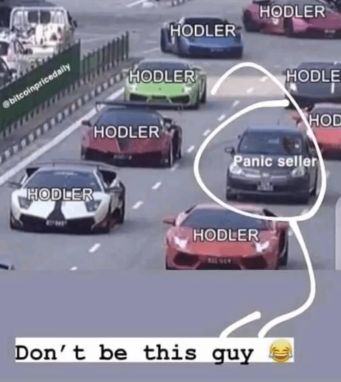 HODLER
HODLER
@bitcoinpricedaily
HODLER
HODLE
HOD
HODLER
Panic seller
HODLER
HODLER
Don't be this guy 😂